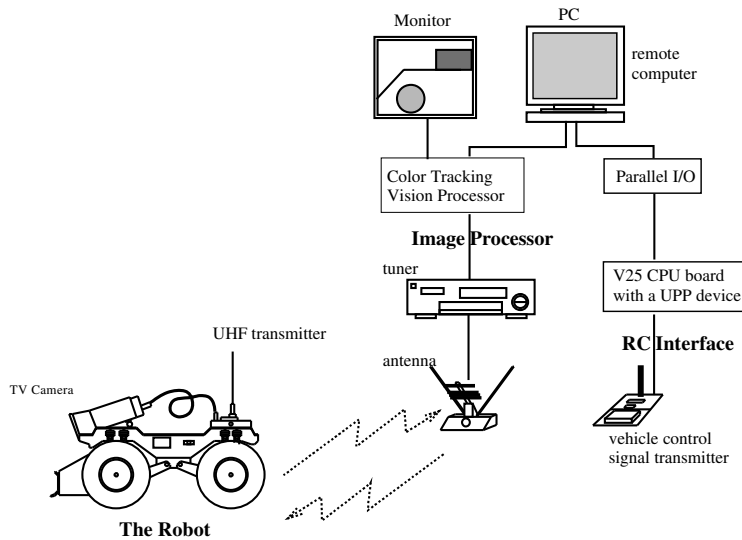 Monitor
PC
remote
computer
Color Tracking
Vision Processor
Parallel I/O
Image Processor
tuner
V25 CPU board
with a UPP device
UHF transmitter
RC Interface
antenna
TV Camera
vehicle control
signal transmitter
The Robot